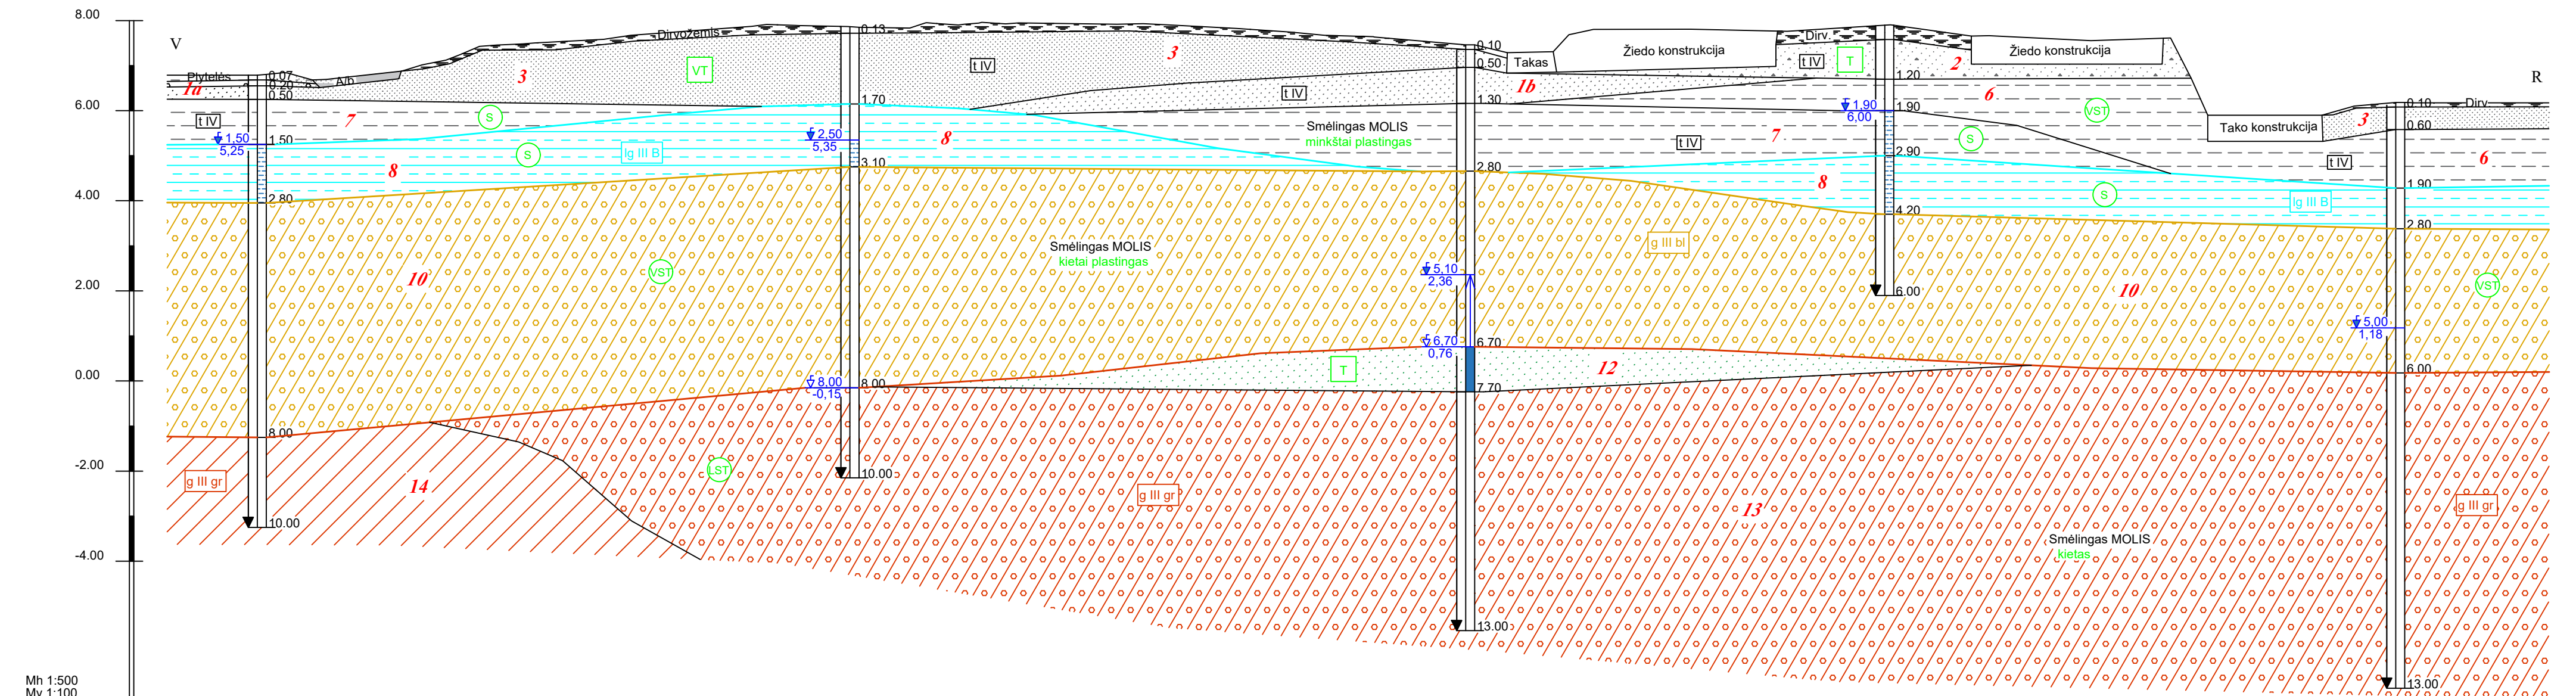 8.00
6.00
4.00
2.00
0.00
-2.00
-4.00
Mh 1:500
Mv 1:100
V
R
Plytelės
A/b
1a
0.07
0.20
0.50
t IV
7
S
1,50
5,25
1.50
8
S
lg III B
2.80
10
VST
8.00
g III gr
14
10.00
LST
Dirvožemis
3
VT
0.13
1.70
2,50
5,35
3.10
8.00
-0,15
8.00
10.00
t IV
3
8
t IV
Smėlingas MOLIS
minkštai plastingas
Smėlingas MOLIS
kietai plastingas
T
g III gr
0.10
0.50
1.30
2.80
5,10
2,36
6,70
0,76
6.70
7.70
13.00
Takas
1b
Žiedo konstrukcija
t IV
7
g III bl
12
13
Dirv.
t IV
T
8
1,90
6,00
1.20
1.90
2.90
4.20
6.00
2
Žiedo konstrukcija
6
VST
S
S
10
Smėlingas MOLIS
kietas
Tako konstrukcija
t IV
lg III B
3
5,00
1,18
0.10
0.60
1.90
2.80
6.00
13.00
Dirv.
6
VST
g III gr